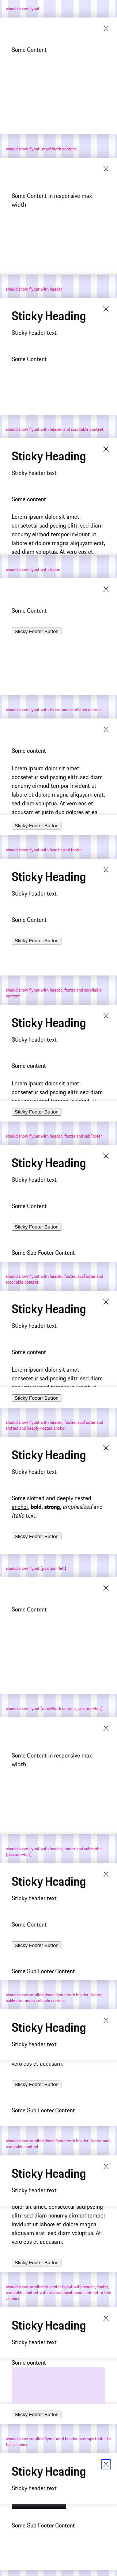 should show flyout
Some Content
should show flyout (maxWidth content)
Some Content in responsive max
width
should show flyout with header
Sticky Heading
Sticky header text
Some Content
should show flyout with header and scrollable content
Sticky Heading
Sticky header text
Some content
Lorem ipsum dolor sit amet,
consetetur sadipscing elitr, sed diam
nonumy eirmod tempor invidunt ut
labore et dolore magna aliquyam erat,
sed diam voluptua. At vero eos et
should show flyout with footer
Some Content
Sticky Footer Button
should show flyout with footer and scrollable content
Some content
Lorem ipsum dolor sit amet,
consetetur sadipscing elitr, sed diam
nonumy eirmod tempor invidunt ut
labore et dolore magna aliquyam erat,
sed diam voluptua. At vero eos et
accusam et justo duo dolores et ea
Sticky Footer Button
should show flyout with header and footer
Sticky Heading
Sticky header text
Some Content
Sticky Footer Button
should show flyout with header, footer and scrollable
content
Sticky Heading
Sticky header text
Some content
Lorem ipsum dolor sit amet,
consetetur sadipscing elitr, sed diam
nonumy eirmod tempor invidunt ut
Sticky Footer Button
should show flyout with header, footer and subFooter
Sticky Heading
Sticky header text
Some Content
Sticky Footer Button
Some Sub Footer Content
should show flyout with header, footer, subFooter and
scrollable content
Sticky Heading
Sticky header text
Some content
Lorem ipsum dolor sit amet,
consetetur sadipscing elitr, sed diam
nonumy eirmod tempor invidunt ut
Sticky Footer Button
should show flyout with header, footer, subFooter and
slotted and deeply nested anchor
Sticky Heading
Sticky header text
Some slotted and deeply nested
anchor, bold, strong, emphasized and
italic text.
Sticky Footer Button
should show flyout (position=left)
Some Content
should show flyout (maxWidth content, position=left)
Some Content in responsive max
width
should show flyout with header, footer and subFooter
(position=left)
Sticky Heading
Sticky header text
Some Content
Sticky Footer Button
Some Sub Footer Content
should show scrolled down flyout with header, footer,
subFooter and scrollable content
Sticky Heading
Sticky header text
vero eos et accusam.
Sticky Footer Button
Some Sub Footer Content
should show scrolled down flyout with header, footer and
scrollable content
Sticky Heading
Sticky header text
dolor sit amet, consetetur sadipscing
elitr, sed diam nonumy eirmod tempor
invidunt ut labore et dolore magna
aliquyam erat, sed diam voluptua. At
vero eos et accusam.
Sticky Footer Button
should show scrolled to center flyout with header, footer,
scrollable content with relative positioned element to test
z-index
Sticky Heading
Sticky header text
Some content
Sticky Footer Button
should show scrolled flyout until header overlaps footer to
test z-index
Sticky Heading
Sticky header text
Some Sub Footer Content